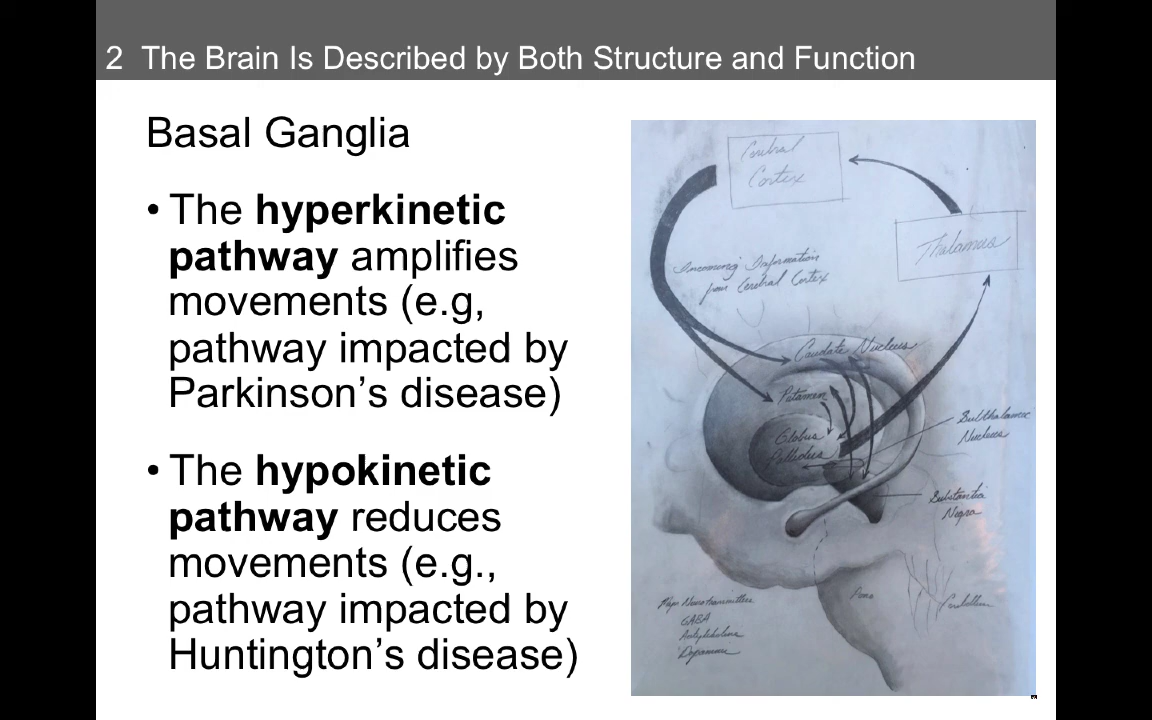 2 The Brain Is Described by Both Structure and Function
Basal Ganglia
• The hyperkinetic
pathway amplifies
movements (e.g,
pathway impacted by
Parkinson’s disease)
• The hypokinetic
pathway reduces
movements (e.g.,
pathway impacted by
Huntington’s disease)
Cerebral
Cortex
Thalamus
Incoming Information
from Cerebral Cortex
Caudate Nucleus
Putamen
Globus
Pallidus
Subthalamic
Nucleus
Substantia
Nigra
Pons
Cerebellum
Major Neurotransmitters
GABA
Acetylcholine
Dopamine